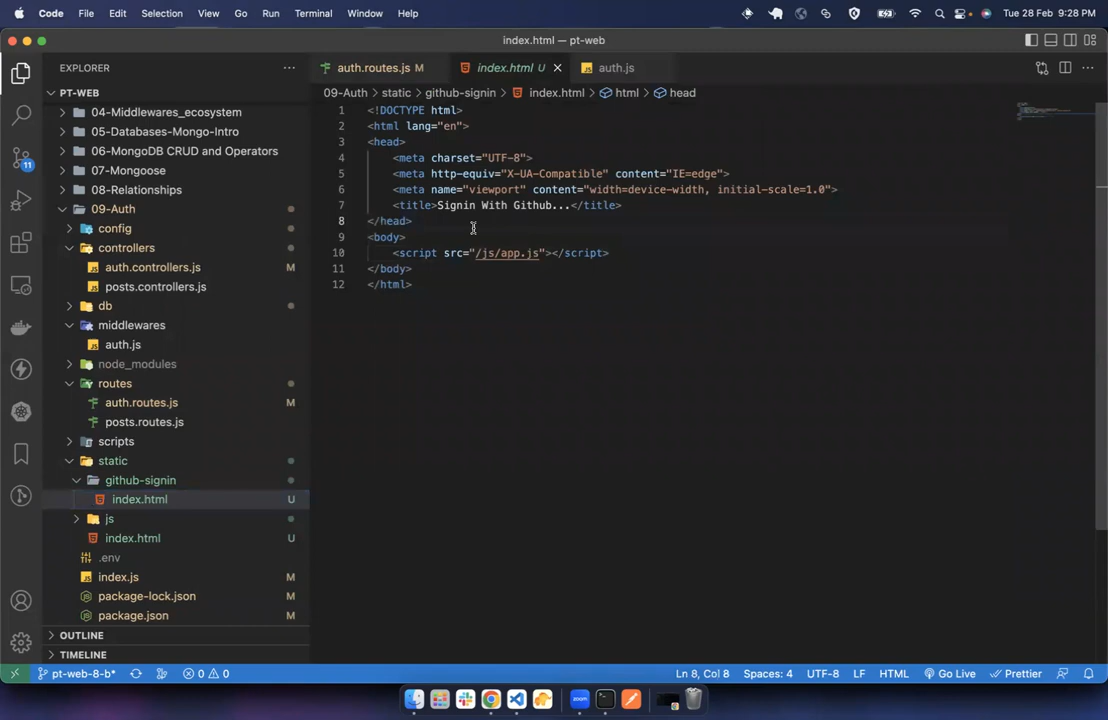 Code File Edit Selection View Go Run Terminal Window Help Tue 28 Feb 9:28 PM
index.html — pt-web
EXPLORER
auth.routes.js M
index.html U
auth.js
PT-WEB
09-Auth > static > github-signin > index.html > html > head
04-Middlewares_ecosystem
05-Databases-Mongo-Intro
06-MongoDB CRUD and Operators
07-Mongoose
08-Relationships
09-Auth
config
controllers
auth.controllers.js M
posts.controllers.js
db
middlewares
auth.js
node_modules
routes
auth.routes.js M
posts.routes.js
scripts
static
github-signin
index.html U
js
index.html U
.env
index.js M
package-lock.json M
package.json M
OUTLINE
TIMELINE
11
1 <!DOCTYPE html>
2 <html lang="en">
3 <head>
4 <meta charset="UTF-8">
5 <meta http-equiv="X-UA-Compatible" content="IE=edge">
6 <meta name="viewport" content="width=device-width, initial-scale=1.0">
7 <title>Signin With Github...</title>
8 </head>
9 <body>
10 <script src="/js/app.js"></script>
11 </body>
12 </html>
pt-web-8-b* 0 0 Ln 8, Col 8 Spaces: 4 UTF-8 LF HTML Go Live Prettier
zoom